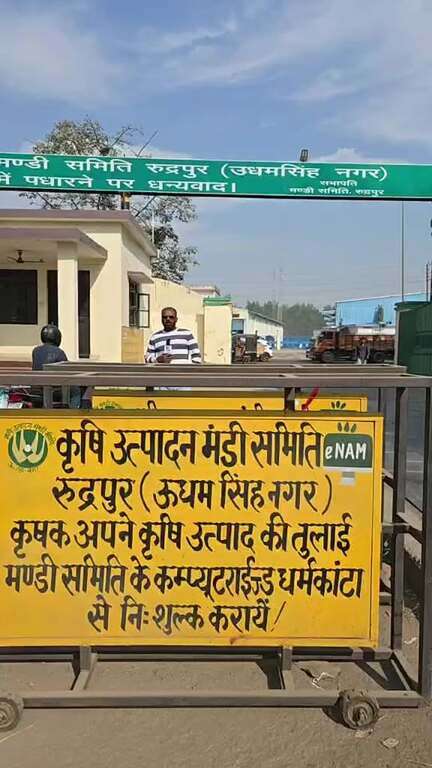 मण्डी समिति रुद्रपुर (उधमसिंह नगर)
में पधारने पर धन्यवाद।
सभापति
मण्डी समिति, रुद्रपुर
कृषि उत्पादन मंडी समिति
eNAM
रुद्रपुर (ऊधम सिंह नगर)
कृषक अपने कृषि उत्पाद की तुलाई
मण्डी समिति के कम्प्यूटराईज्ड धर्मकांटा
से निःशुल्क करायें!